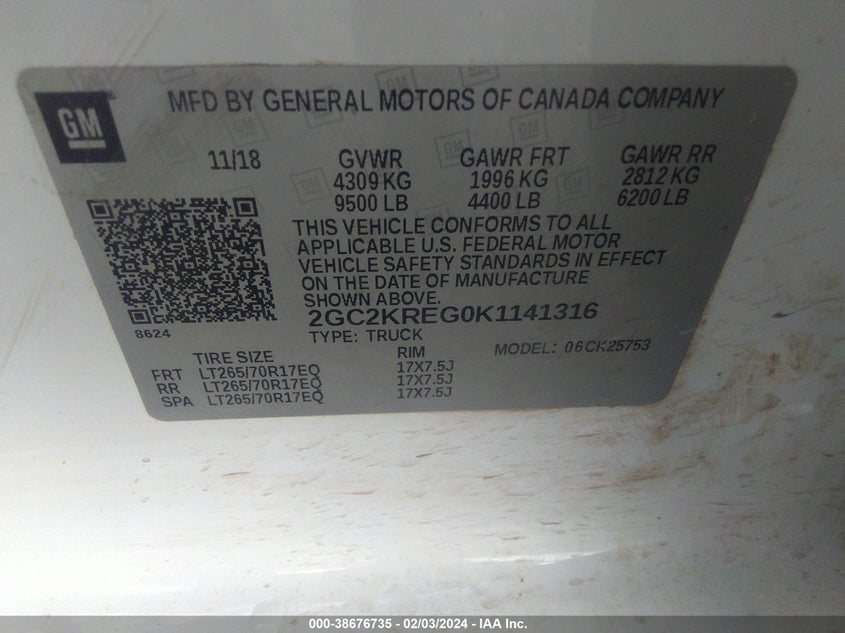 GM
MFD BY GENERAL MOTORS OF CANADA COMPANY
11/18 GVWR GAWR FRT GAWR RR
4309 KG 1996 KG 2812 KG
9500 LB 4400 LB 6200 LB
THIS VEHICLE CONFORMS TO ALL
APPLICABLE U.S. FEDERAL MOTOR
VEHICLE SAFETY STANDARDS IN EFFECT
ON THE DATE OF MANUFACTURE
SHOWN ABOVE.
8624
2GC2KREG0K1141316
TYPE: TRUCK
TIRE SIZE RIM MODEL: 06CK25753
FRT LT265/70R17EQ 17X7.5J
RR LT265/70R17EQ 17X7.5J
SPA LT265/70R17EQ 17X7.5J
000-38676735 - 02/03/2024 - IAA Inc.